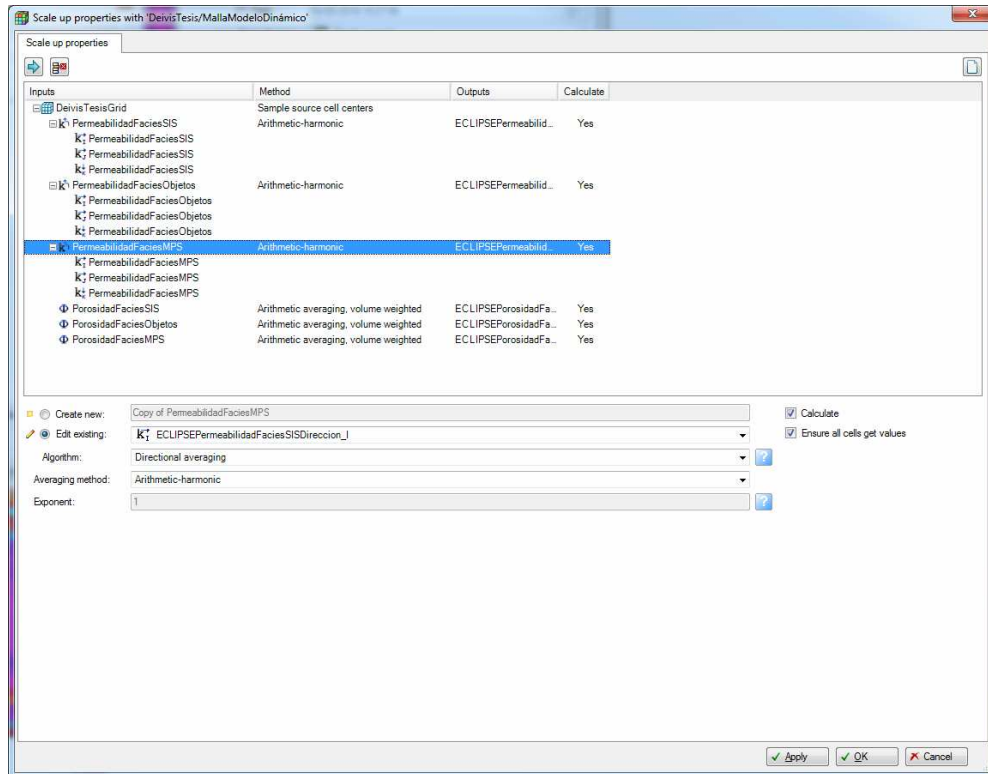 Scale up properties with 'DeivisTesis/MallaModeloDinámico'
Scale up properties
Inputs Method Outputs Calculate
DeivisTesisGrid Sample source cell centers
PermeabilidadFaciesSIS Arithmetic-harmonic ECLIPSEPermeabilid... Yes
PermeabilidadFaciesSIS
PermeabilidadFaciesSIS
PermeabilidadFaciesSIS
PermeabilidadFaciesObjetos Arithmetic-harmonic ECLIPSEPermeabilid... Yes
PermeabilidadFaciesObjetos
PermeabilidadFaciesObjetos
PermeabilidadFaciesObjetos
PermeabilidadFaciesMPS Arithmetic-harmonic ECLIPSEPermeabilid... Yes
PermeabilidadFaciesMPS
PermeabilidadFaciesMPS
PermeabilidadFaciesMPS
Φ PorosidadFaciesSIS Arithmetic averaging, volume weighted ECLIPSEPorosidadFa... Yes
Φ PorosidadFaciesObjetos Arithmetic averaging, volume weighted ECLIPSEPorosidadFa... Yes
Φ PorosidadFaciesMPS Arithmetic averaging, volume weighted ECLIPSEPorosidadFa... Yes
Create new: Copy of PermeabilidadFaciesMPS Calculate
Edit existing: ECLIPSEPermeabilidadFaciesSISDireccion_I Ensure all cells get values
Algorithm: Directional averaging ?
Averaging method: Arithmetic-harmonic
Exponent: 1 ?
Apply OK Cancel